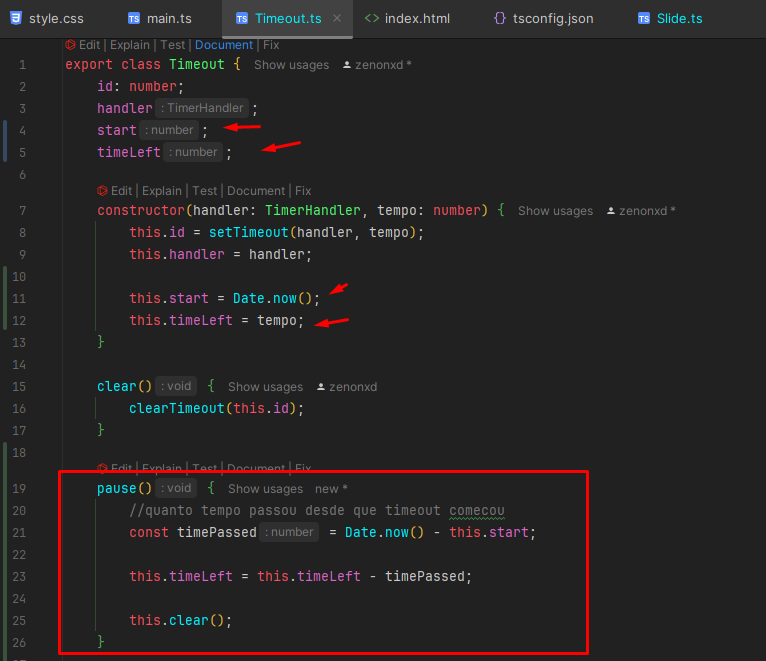 style.css TS main.ts TS Timeout.ts × <> index.html {} tsconfig.json TS Slide.ts
Edit | Explain | Test | Document | Fix
1 export class Timeout { Show usages zenonxd *
2 id: number;
3 handler : TimerHandler ;
4 start : number ;
5 timeLeft : number ;
6
Edit | Explain | Test | Document | Fix
7 constructor(handler: TimerHandler, tempo: number) { Show usages zenonxd *
8 this.id = setTimeout(handler, tempo);
9 this.handler = handler;
10
11 this.start = Date.now();
12 this.timeLeft = tempo;
13 }
14
15 clear() : void { Show usages zenonxd
16 clearTimeout(this.id);
17 }
18
Edit | Explain | Test | Document | Fix
19 pause() : void { Show usages new *
20 //quanto tempo passou desde que timeout comecou
21 const timePassed : number = Date.now() - this.start;
22
23 this.timeLeft = this.timeLeft - timePassed;
24
25 this.clear();
26 }